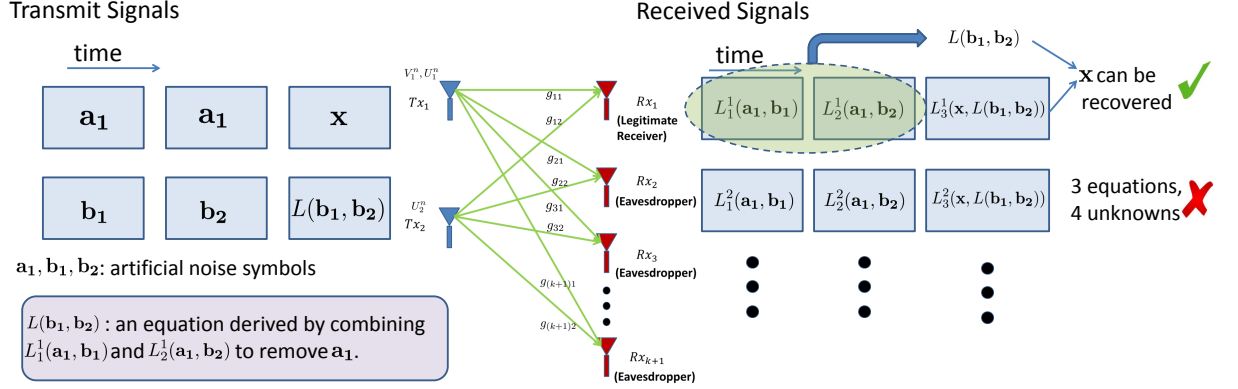 Transmit Signals
time
a₁ a₁ x
b₁ b₂ L(b₁, b₂)
a₁, b₁, b₂: artificial noise symbols
L(b₁, b₂) : an equation derived by combining
L₁¹(a₁, b₁) and L₂¹(a₁, b₂) to remove a₁.
V₁ⁿ, U₁ⁿ
Tx₁
U₂ⁿ
Tx₂
g₁₁
g₁₂
g₂₁
g₂₂
g₃₁
g₃₂
g₍ₖ₊₁₎₁
g₍ₖ₊₁₎₂
Rx₁
(Legitimate
Receiver)
Rx₂
(Eavesdropper)
Rx₃
(Eavesdropper)
Rxₖ₊₁
(Eavesdropper)
Received Signals
time
L(b₁, b₂)
L₁¹(a₁, b₁) L₂¹(a₁, b₂) L₃¹(x, L(b₁, b₂))
x can be
recovered
L₁²(a₁, b₁) L₂²(a₁, b₂) L₃²(x, L(b₁, b₂))
3 equations,
4 unknowns